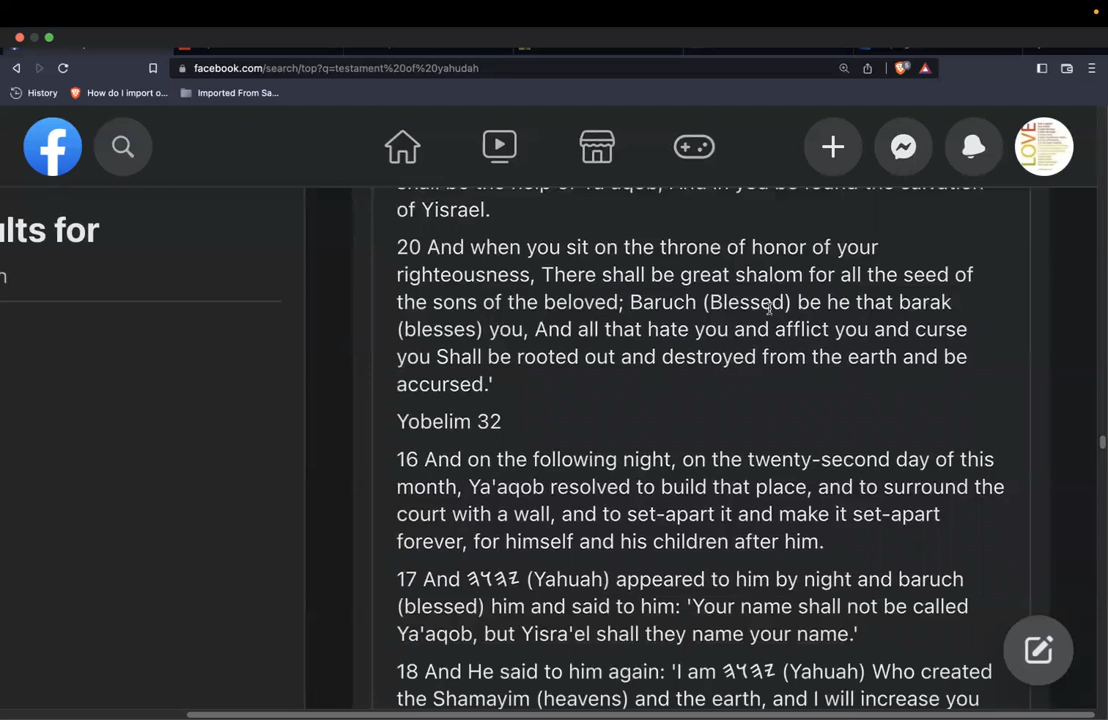 facebook.com/search/top?q=testament%20of%20yahudah
History
How do I import o...
Imported From Sa...
LOVE
ults for
n
of Yisrael.
20 And when you sit on the throne of honor of your
righteousness, There shall be great shalom for all the seed of
the sons of the beloved; Baruch (Blessed) be he that barak
(blesses) you, And all that hate you and afflict you and curse
you Shall be rooted out and destroyed from the earth and be
accursed.'
Yobelim 32
16 And on the following night, on the twenty-second day of this
month, Ya'aqob resolved to build that place, and to surround the
court with a wall, and to set-apart it and make it set-apart
forever, for himself and his children after him.
17 And 𐤉𐤄𐤅𐤄 (Yahuah) appeared to him by night and baruch
(blessed) him and said to him: 'Your name shall not be called
Ya'aqob, but Yisra'el shall they name your name.'
18 And He said to him again: 'I am 𐤉𐤄𐤅𐤄 (Yahuah) Who created
the Shamayim (heavens) and the earth, and I will increase you